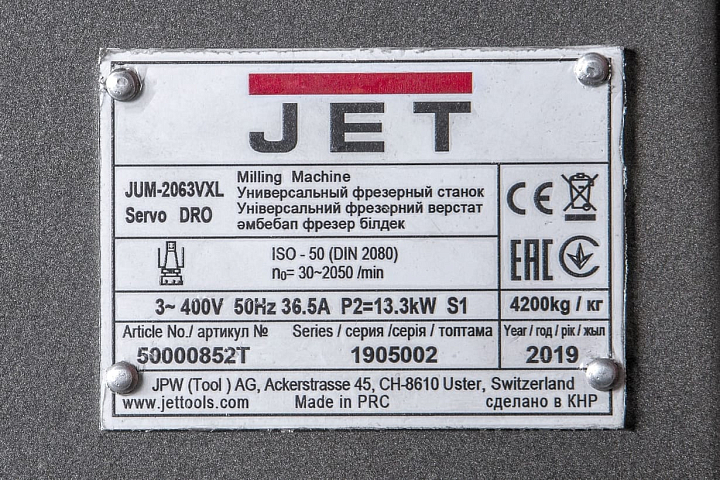 JET
JUM-2063VXL
Servo DRO
Milling Machine
Универсальный фрезерный станок
Універсальний фрезерний верстат
әмбебап фрезер білдек
CE
ISO - 50 (DIN 2080)
n₀= 30~2050 /min
EAC
3~ 400V 50Hz 36.5A P2=13.3kW S1
4200kg / кг
Article No./ артикул №
50000852T
Series / серия /серія / топтама
1905002
Year / год / рік / жыл
2019
JPW (Tool ) AG, Ackerstrasse 45, CH-8610 Uster, Switzerland
www.jettools.com Made in PRC сделано в КНР